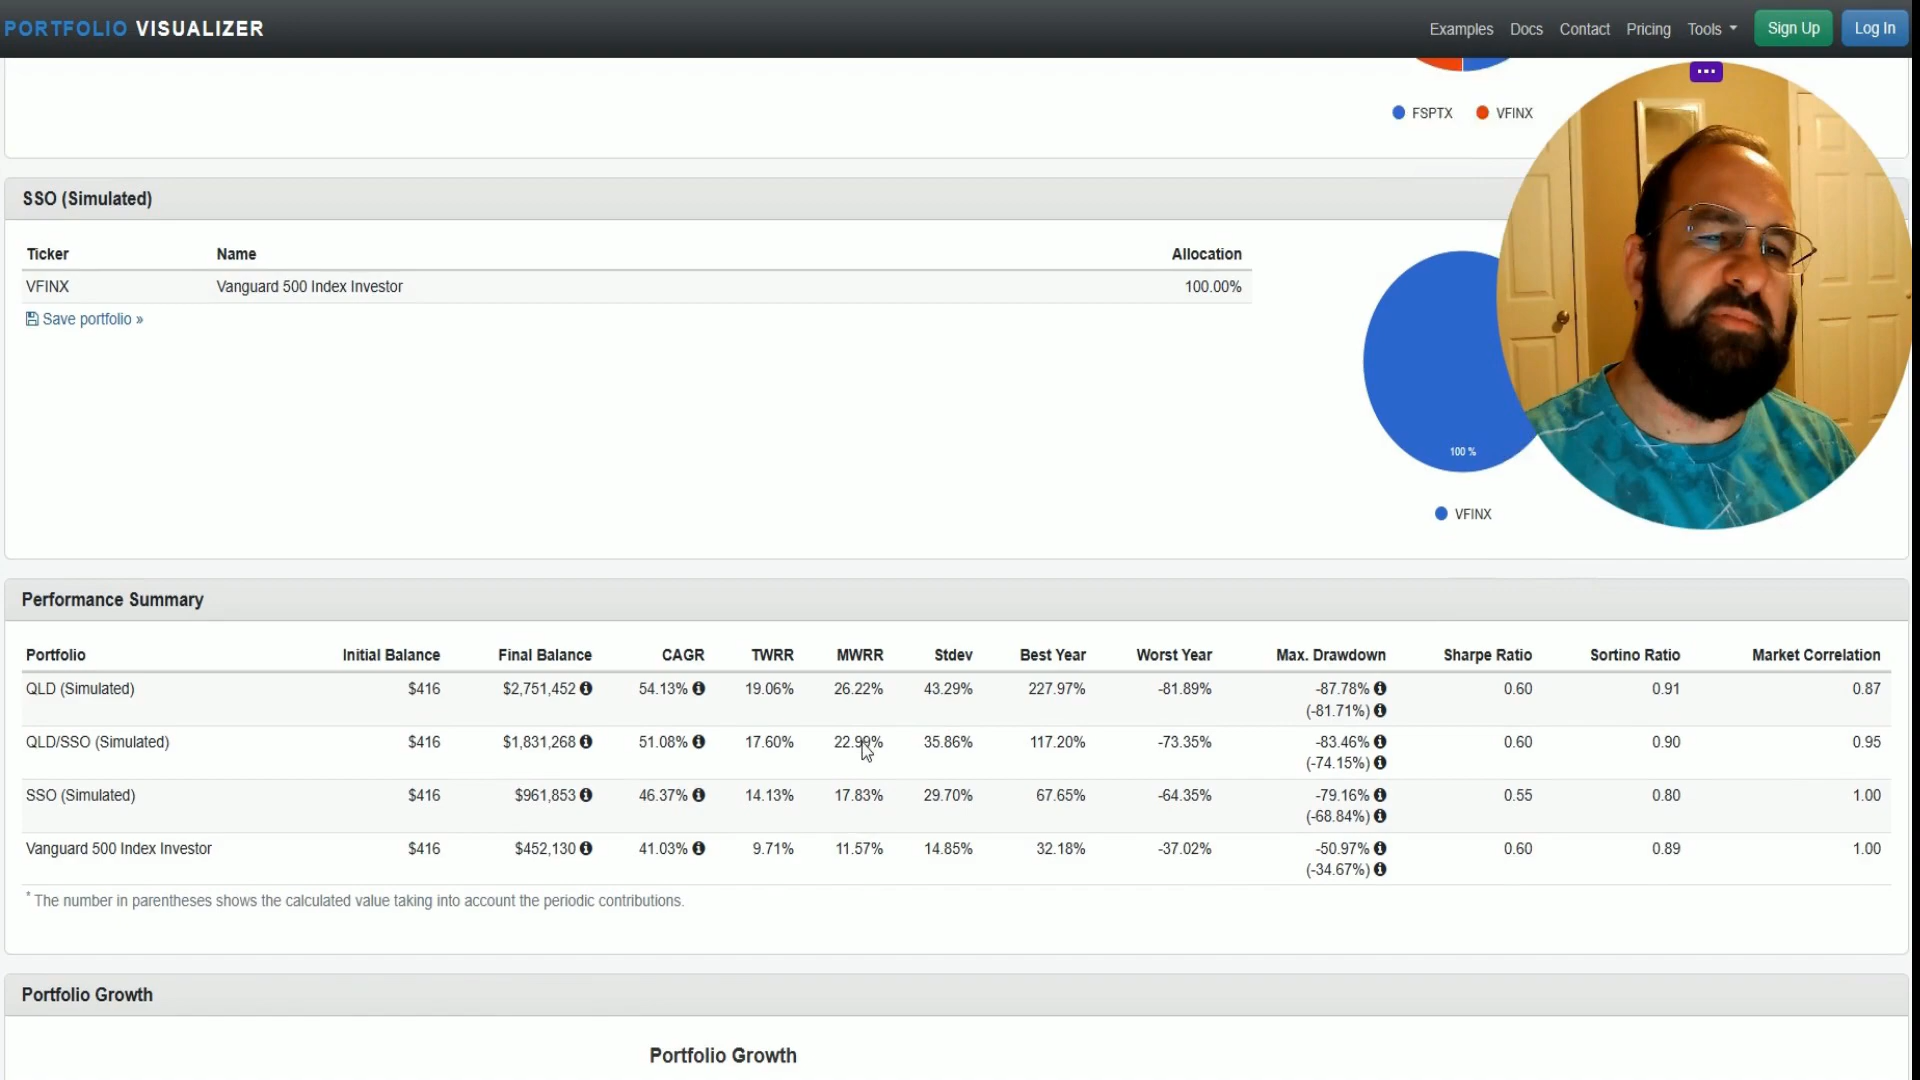 PORTFOLIO VISUALIZER
Examples Docs Contact Pricing Tools Sign Up Log In
FSPTX VFINX
SSO (Simulated)
Ticker Name Allocation
VFINX Vanguard 500 Index Investor 100.00%
Save portfolio »
100 %
VFINX
Performance Summary
Portfolio Initial Balance Final Balance CAGR TWRR MWRR Stdev Best Year Worst Year Max. Drawdown Sharpe Ratio Sortino Ratio Market Correlation
QLD (Simulated) $416 $2,751,452 54.13% 19.06% 26.22% 43.29% 227.97% -81.89% -87.78% 0.60 0.91 0.87
(-81.71%)
QLD/SSO (Simulated) $416 $1,831,268 51.08% 17.60% 22.99% 35.86% 117.20% -73.35% -83.46% 0.60 0.90 0.95
(-74.15%)
SSO (Simulated) $416 $961,853 46.37% 14.13% 17.83% 29.70% 67.65% -64.35% -79.16% 0.55 0.80 1.00
(-68.84%)
Vanguard 500 Index Investor $416 $452,130 41.03% 9.71% 11.57% 14.85% 32.18% -37.02% -50.97% 0.60 0.89 1.00
(-34.67%)
* The number in parentheses shows the calculated value taking into account the periodic contributions.
Portfolio Growth
Portfolio Growth